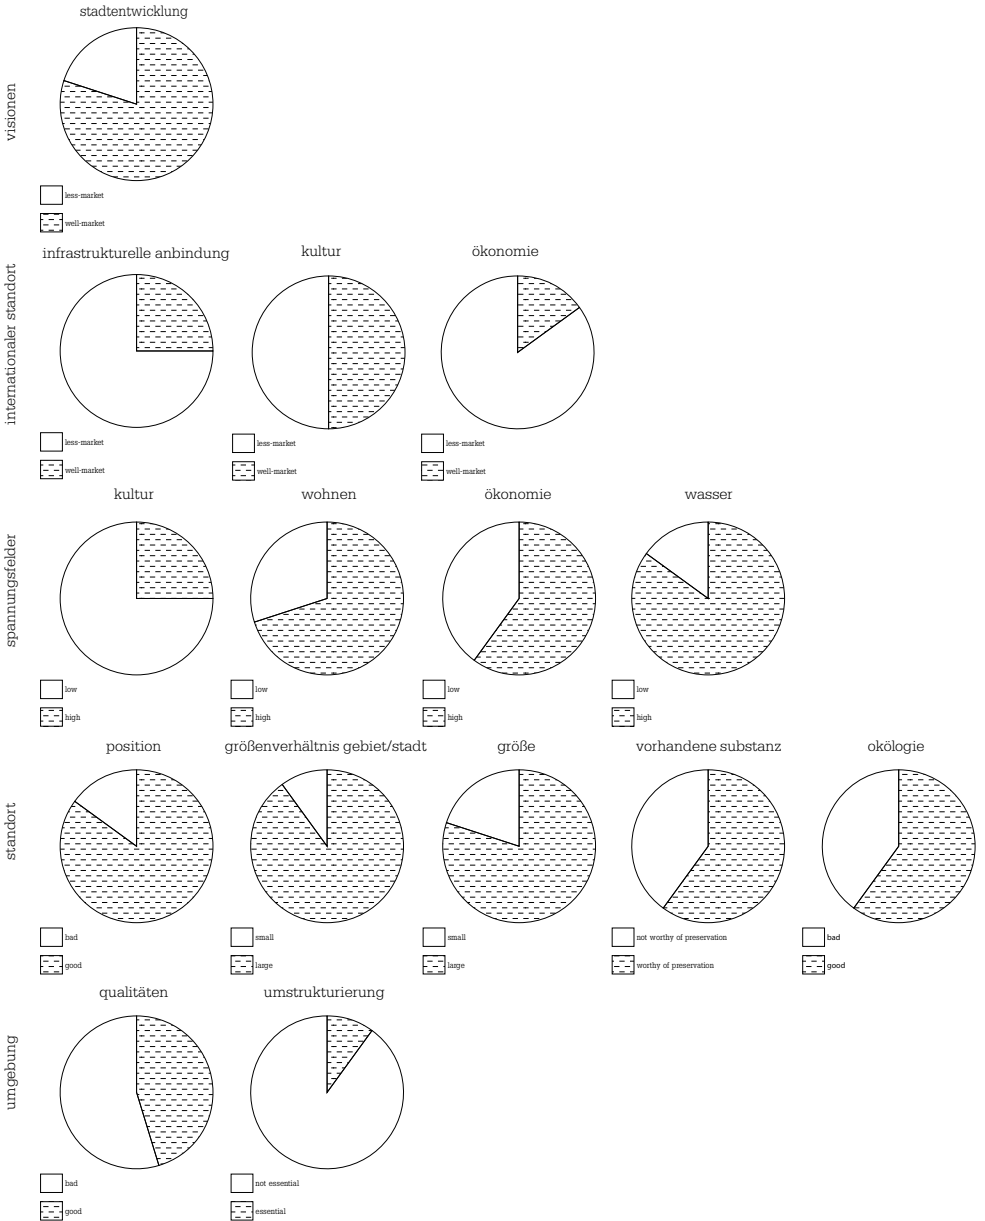 stadtentwicklung
visionen
less-market
well-market
internationaler standort
infrastrukturelle anbindung
kultur
ökonomie
less-market
less-market
less-market
well-market
well-market
well-market
spannungsfelder
kultur
wohnen
ökonomie
wasser
low
low
low
low
high
high
high
high
standort
position
größenverhältnis gebiet/stadt
größe
vorhandene substanz
okölogie
bad
small
small
not worthy of preservation
bad
good
large
large
worthy of preservation
good
umgebung
qualitäten
umstrukturierung
bad
not essential
good
essential